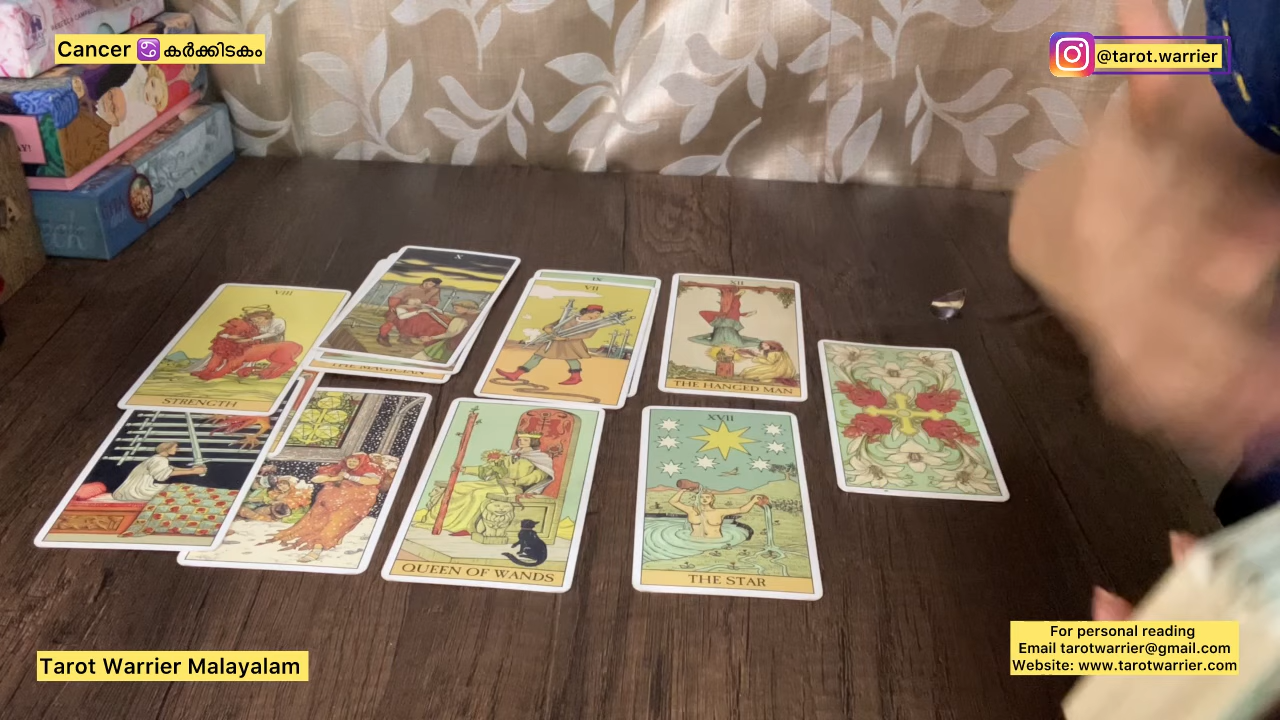 Cancer ♋ കർക്കിടകം
@tarot.warrier
X
VIII
IX
VII
XII
THE MAGICIAN
THE HANGED MAN
STRENGTH
XVII
QUEEN OF WANDS
THE STAR
For personal reading
Email tarotwarrier@gmail.com
Website: www.tarotwarrier.com
Tarot Warrier Malayalam